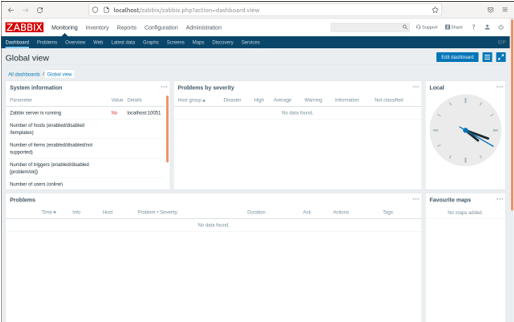 localhost/zabbix/zabbix.php?action=dashboard.view
ZABBIX Monitoring Inventory Reports Configuration Administration Support Share ?
Dashboard Problems Overview Web Latest data Graphs Screens Maps Discovery Services
Global view Edit dashboard
All dashboards / Global view
System information
Parameter Value Details
Zabbix server is running No localhost:10051
Number of hosts (enabled/disabled
/templates)
Number of items (enabled/disabled/not
supported)
Number of triggers (enabled/disabled
[problem/ok])
Number of users (online)
Problems by severity
Host group Disaster High Average Warning Information Not classified
No data found.
Local
Problems
Time Info Host Problem • Severity Duration Ack Actions Tags
No data found.
Favourite maps
No maps added.